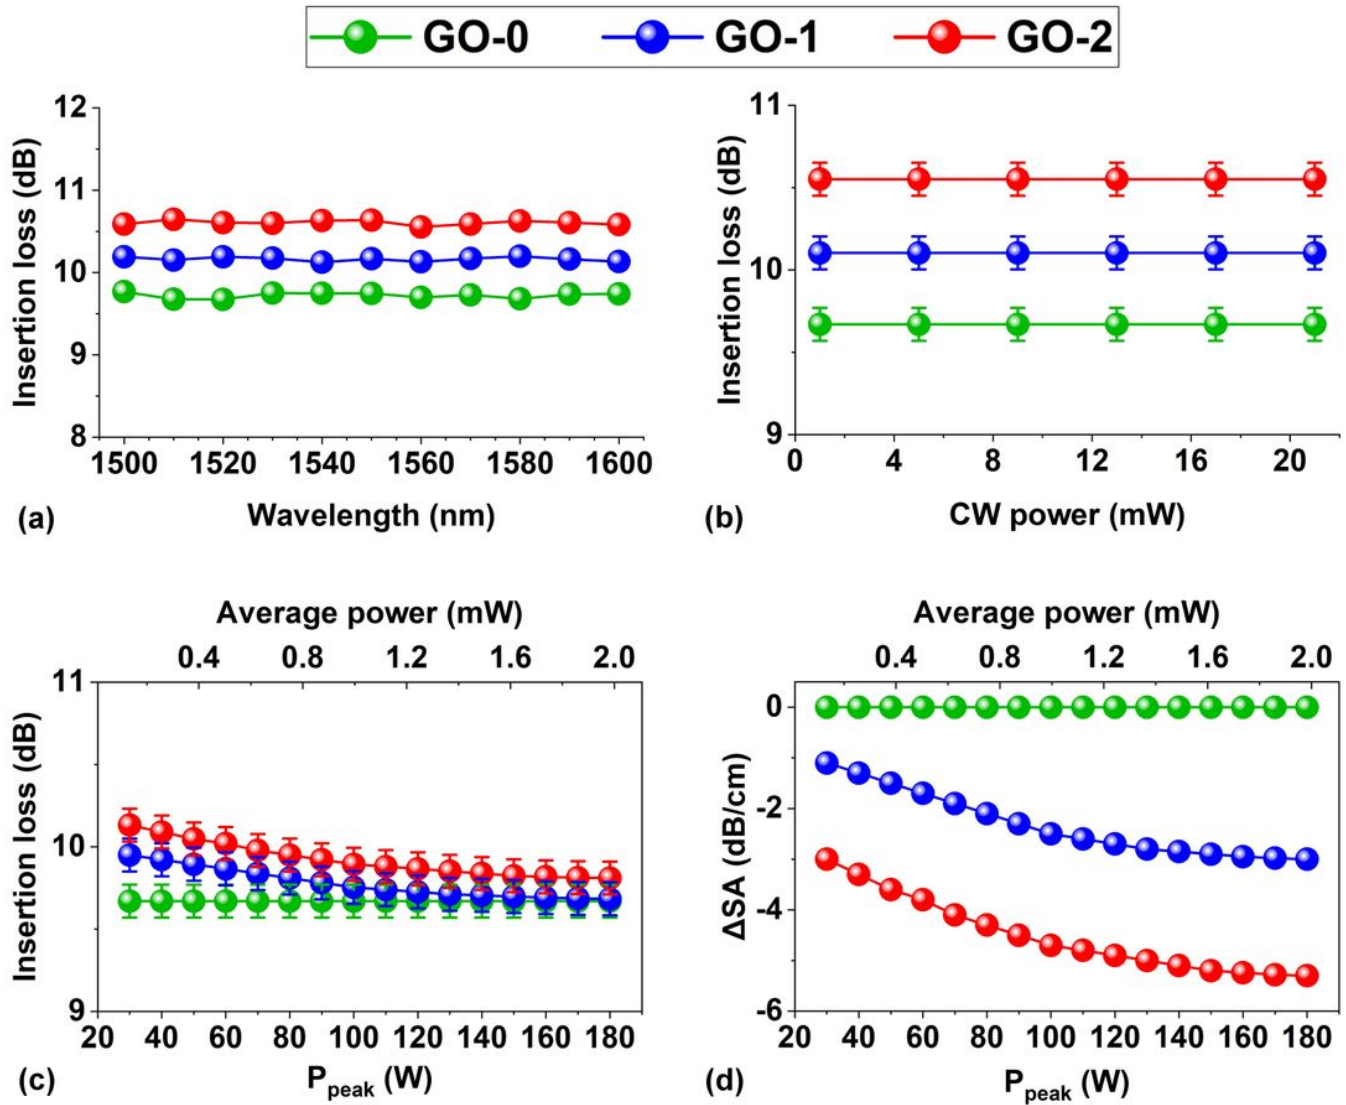 GO-0 GO-1 GO-2
12
11
10
9
8
Insertion loss (dB)
1500 1520 1540 1560 1580 1600
Wavelength (nm)
(a)
11
10
9
Insertion loss (dB)
0 4 8 12 16 20
CW power (mW)
(b)
Average power (mW)
0.4 0.8 1.2 1.6 2.0
11
10
9
Insertion loss (dB)
20 40 60 80 100 120 140 160 180
P_peak (W)
(c)
Average power (mW)
0.4 0.8 1.2 1.6 2.0
0
-2
-4
-6
ΔSA (dB/cm)
20 40 60 80 100 120 140 160 180
P_peak (W)
(d)